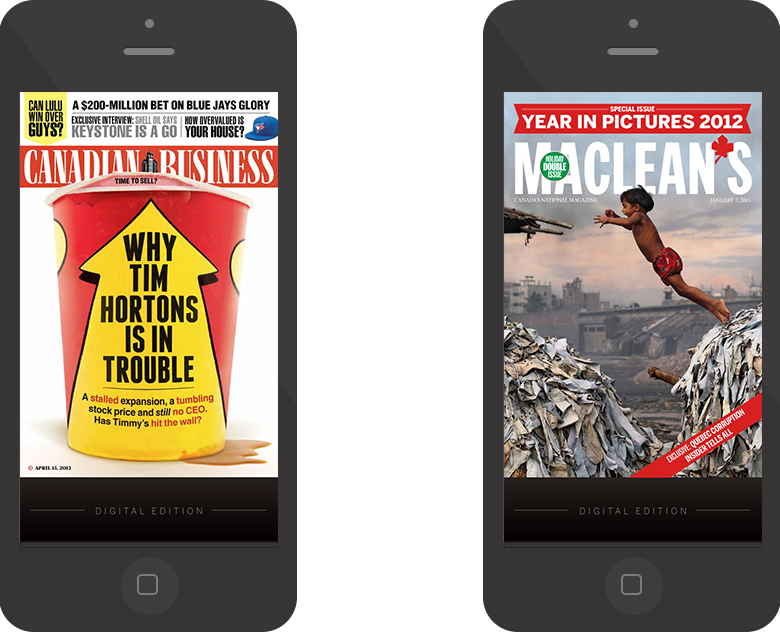 CAN LULU
WIN OVER
GUYS?
A $200-MILLION BET ON BLUE JAYS GLORY
EXCLUSIVE INTERVIEW: SHELL OIL SAYS
KEYSTONE IS A GO
HOW OVERVALUED IS
YOUR HOUSE?
CANADIAN BUSINESS
TIME TO SELL?
WHY
TIM
HORTONS
IS IN
TROUBLE
A stalled expansion, a tumbling
stock price and still no CEO.
Has Timmy's hit the wall?
© APRIL 15, 2013
DIGITAL EDITION
SPECIAL ISSUE
YEAR IN PICTURES 2012
MACLEAN'S
HOLIDAY
DOUBLE
ISSUE
CANADA'S NATIONAL MAGAZINE
JANUARY 7, 2013
EXCLUSIVE: QUEBEC CORRUPTION
INSIDER TELLS ALL
DIGITAL EDITION